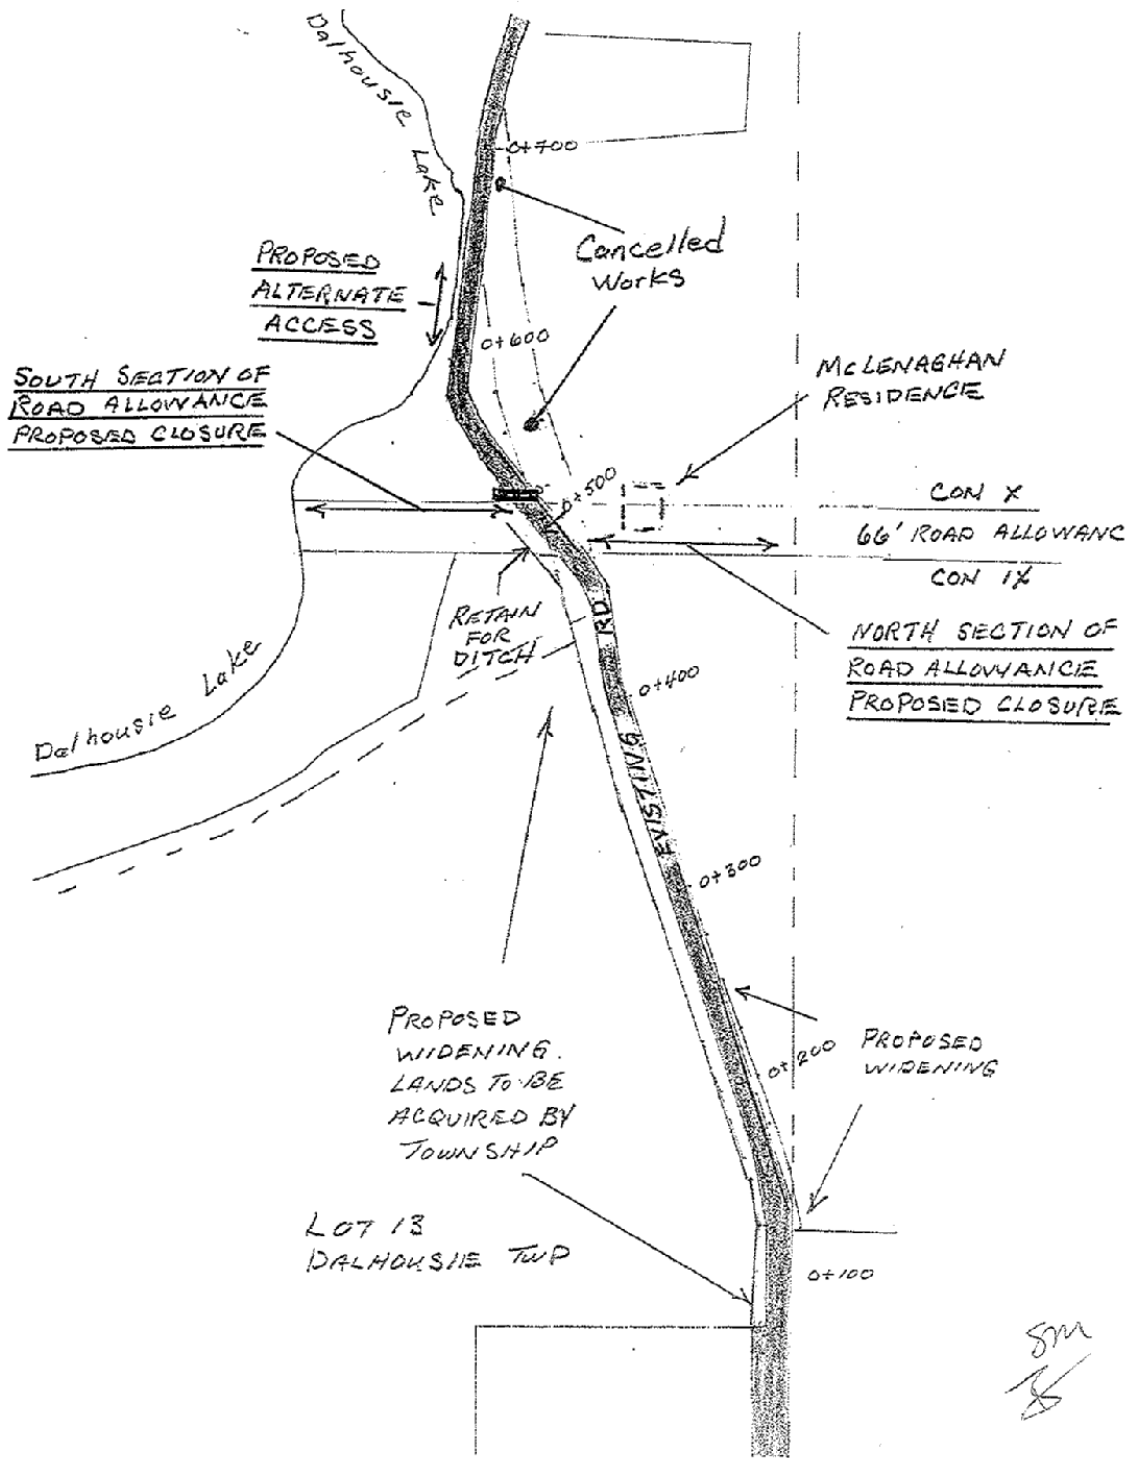 Dalhousie Lake
0+700
Cancelled
Works
PROPOSED
ALTERNATE
ACCESS
0+600
SOUTH SECTION OF
ROAD ALLOWANCE
PROPOSED CLOSURE
McLENAGHAN
RESIDENCE
0+500
CON X
66' ROAD ALLOWANC
CON IX
RETAIN
FOR
DITCH
NORTH SECTION OF
ROAD ALLOWANCE
PROPOSED CLOSURE
Dalhousie Lake
EXISTING RD
0+400
0+300
PROPOSED
WIDENING.
LANDS TO BE
ACQUIRED BY
TOWNSHIP
0+200
PROPOSED
WIDENING
LOT 13
DALHOUSIE TWP
0+100
SM